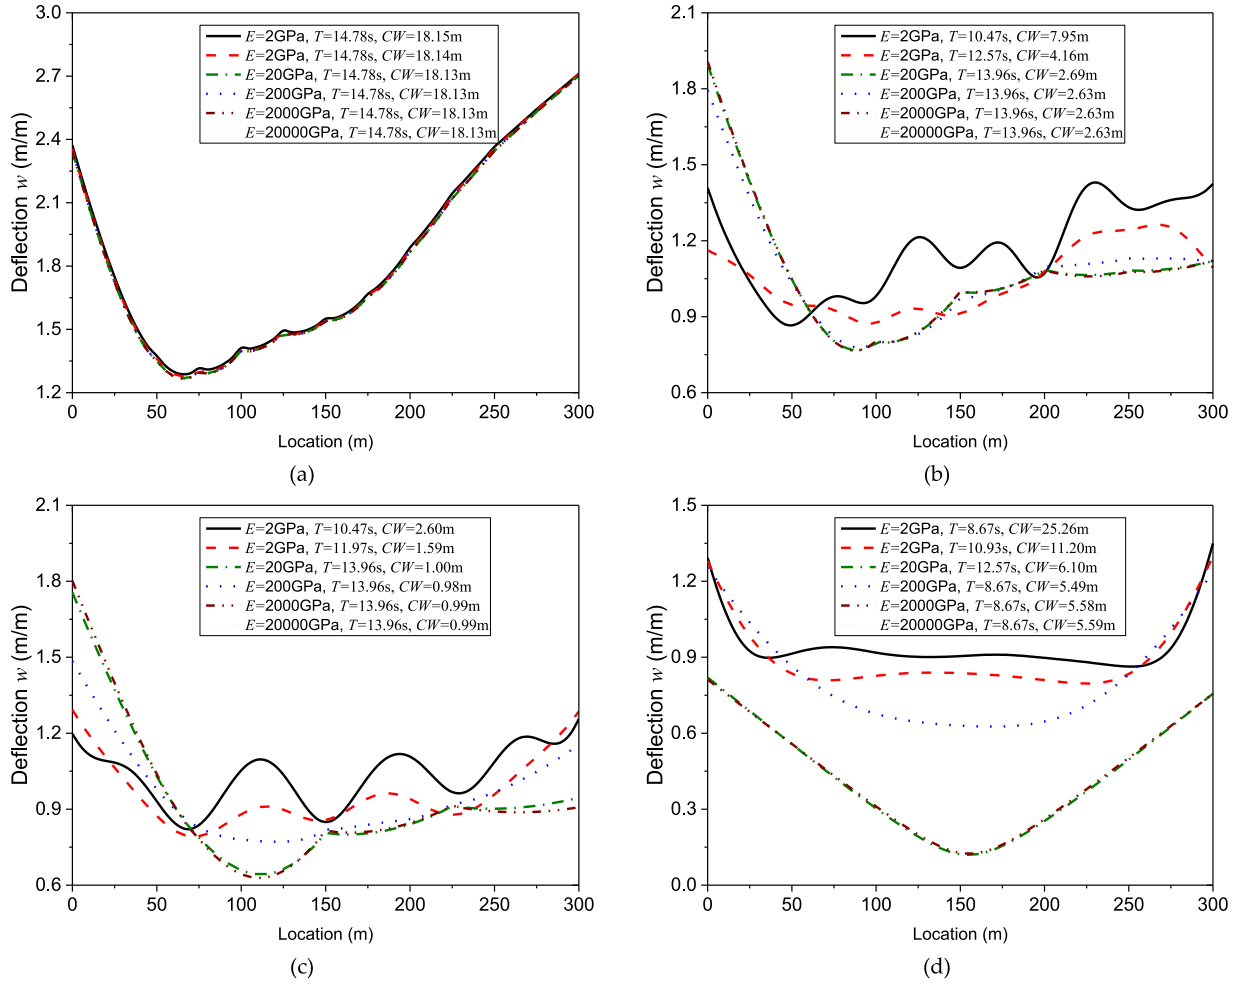 3.0
2.7
2.4
2.1
1.8
1.5
1.2
Deflection w (m/m)
E=2GPa, T=14.78s, CW=18.15m
E=2GPa, T=14.78s, CW=18.14m
E=20GPa, T=14.78s, CW=18.13m
E=200GPa, T=14.78s, CW=18.13m
E=2000GPa, T=14.78s, CW=18.13m
E=20000GPa, T=14.78s, CW=18.13m
0 50 100 150 200 250 300
Location (m)
(a)
2.1
1.8
1.5
1.2
0.9
0.6
Deflection w (m/m)
E=2GPa, T=10.47s, CW=7.95m
E=2GPa, T=12.57s, CW=4.16m
E=20GPa, T=13.96s, CW=2.69m
E=200GPa, T=13.96s, CW=2.63m
E=2000GPa, T=13.96s, CW=2.63m
E=20000GPa, T=13.96s, CW=2.63m
0 50 100 150 200 250 300
Location (m)
(b)
2.1
1.8
1.5
1.2
0.9
0.6
Deflection w (m/m)
E=2GPa, T=10.47s, CW=2.60m
E=2GPa, T=11.97s, CW=1.59m
E=20GPa, T=13.96s, CW=1.00m
E=200GPa, T=13.96s, CW=0.98m
E=2000GPa, T=13.96s, CW=0.99m
E=20000GPa, T=13.96s, CW=0.99m
0 50 100 150 200 250 300
Location (m)
(c)
1.5
1.2
0.9
0.6
0.3
0.0
Deflection w (m/m)
E=2GPa, T=8.67s, CW=25.26m
E=2GPa, T=10.93s, CW=11.20m
E=20GPa, T=12.57s, CW=6.10m
E=200GPa, T=8.67s, CW=5.49m
E=2000GPa, T=8.67s, CW=5.58m
E=20000GPa, T=8.67s, CW=5.59m
0 50 100 150 200 250 300
Location (m)
(d)